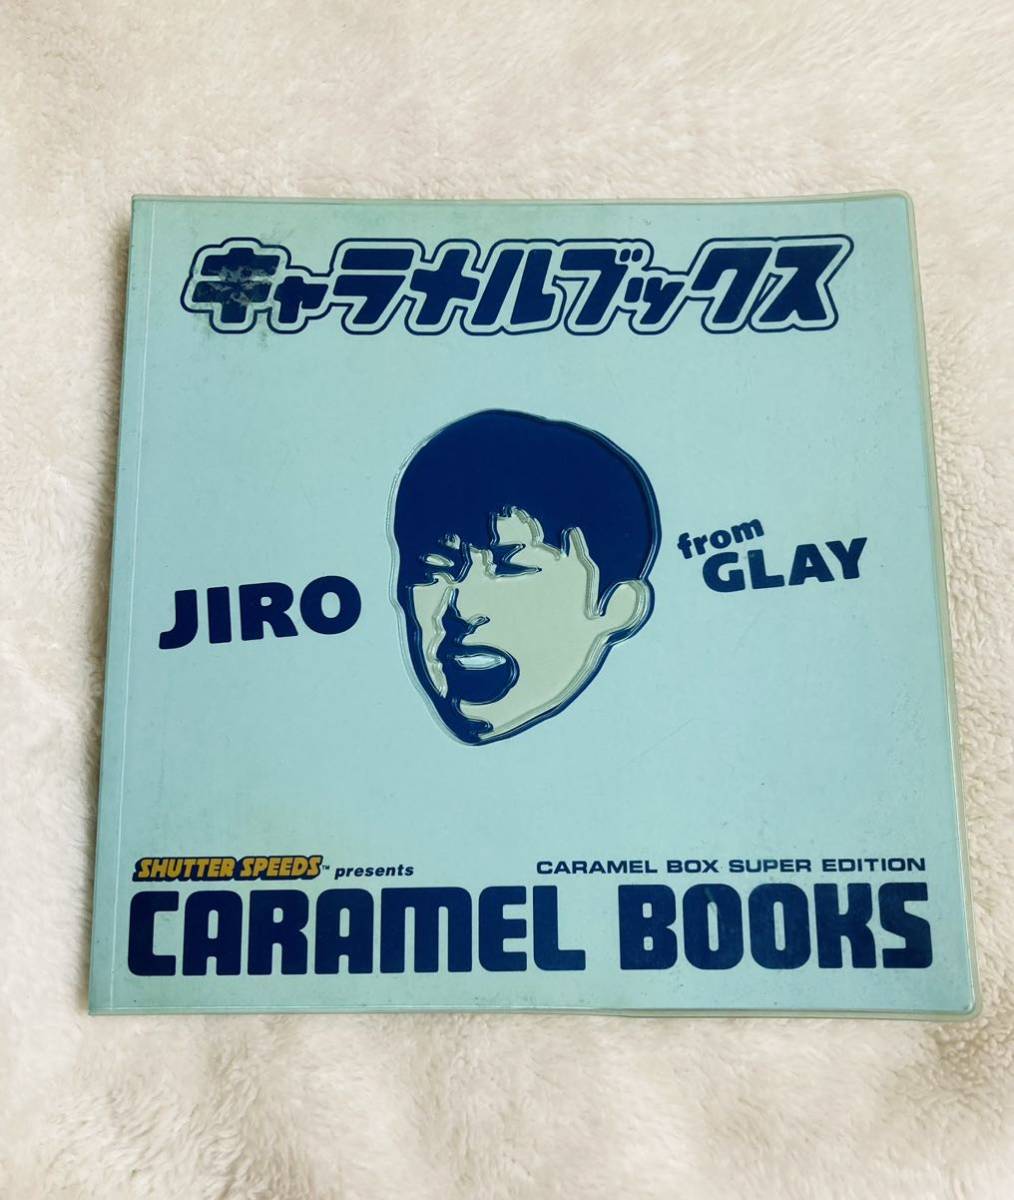 キャラメルブックス
JIRO
from
GLAY
SHUTTER SPEEDS™ presents
CARAMEL BOX SUPER EDITION
CARAMEL BOOKS